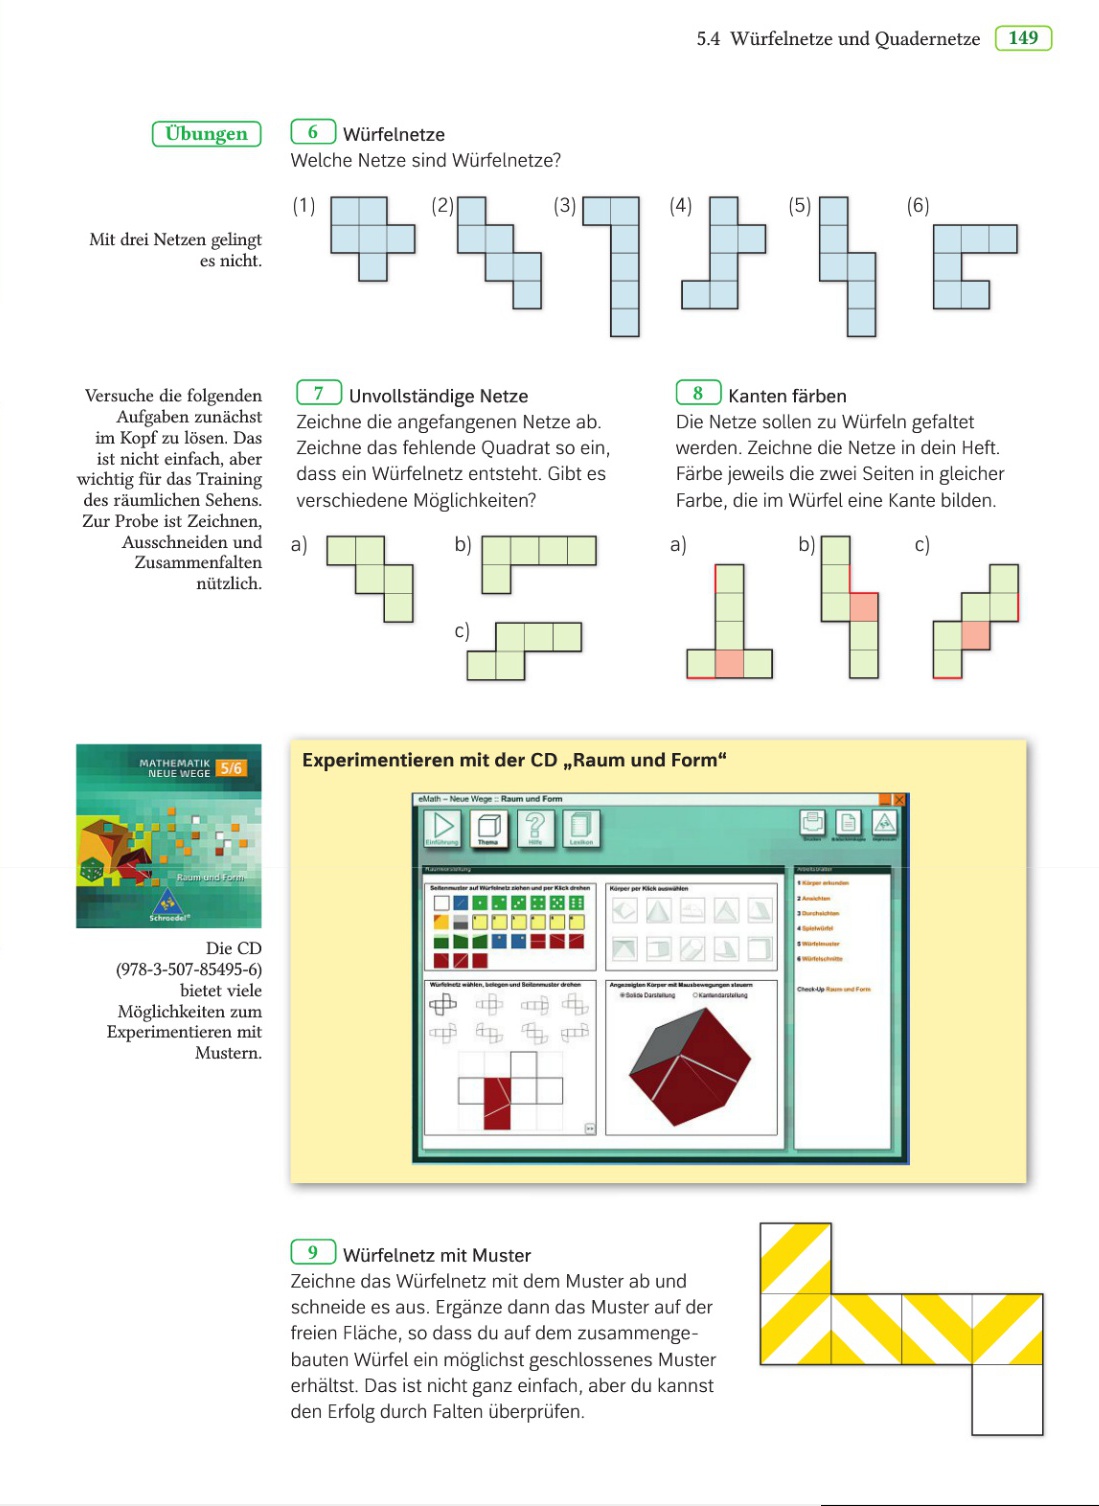 5.4 Würfelnetze und Quadernetze 149
Übungen
6 Würfelnetze
Welche Netze sind Würfelnetze?
(1) (2) (3) (4) (5) (6)
Mit drei Netzen gelingt
es nicht.
Versuche die folgenden
Aufgaben zunächst
im Kopf zu lösen. Das
ist nicht einfach, aber
wichtig für das Training
des räumlichen Sehens.
Zur Probe ist Zeichnen,
Ausschneiden und
Zusammenfalten
nützlich.
7 Unvollständige Netze
Zeichne die angefangenen Netze ab.
Zeichne das fehlende Quadrat so ein,
dass ein Würfelnetz entsteht. Gibt es
verschiedene Möglichkeiten?
a) b)
c)
8 Kanten färben
Die Netze sollen zu Würfeln gefaltet
werden. Zeichne die Netze in dein Heft.
Färbe jeweils die zwei Seiten in gleicher
Farbe, die im Würfel eine Kante bilden.
a) b) c)
MATHEMATIK
NEUE WEGE 5/6
Raum und Form
Schroedel
Die CD
(978-3-507-85495-6)
bietet viele
Möglichkeiten zum
Experimentieren mit
Mustern.
Experimentieren mit der CD „Raum und Form“
eMath – Neue Wege :: Raum und Form
Einführung Thema Hilfe Lexikon
Raumvorstellung
Seitenmuster auf Würfelnetz ziehen und per Klick drehen
Körper per Klick auswählen
Würfelnetz wählen, belegen und Seitenmuster drehen
Angezeigten Körper mit Mausbewegungen steuern
Solide Darstellung Kantendarstellung
Arbeitsblätter
1 Körper erkunden
2 Ansichten
3 Durchsichten
4 Spielwürfel
5 Würfelmuster
6 Würfelschnitte
Check-Up Raum und Form
9 Würfelnetz mit Muster
Zeichne das Würfelnetz mit dem Muster ab und
schneide es aus. Ergänze dann das Muster auf der
freien Fläche, so dass du auf dem zusammenge-
bauten Würfel ein möglichst geschlossenes Muster
erhältst. Das ist nicht ganz einfach, aber du kannst
den Erfolg durch Falten überprüfen.